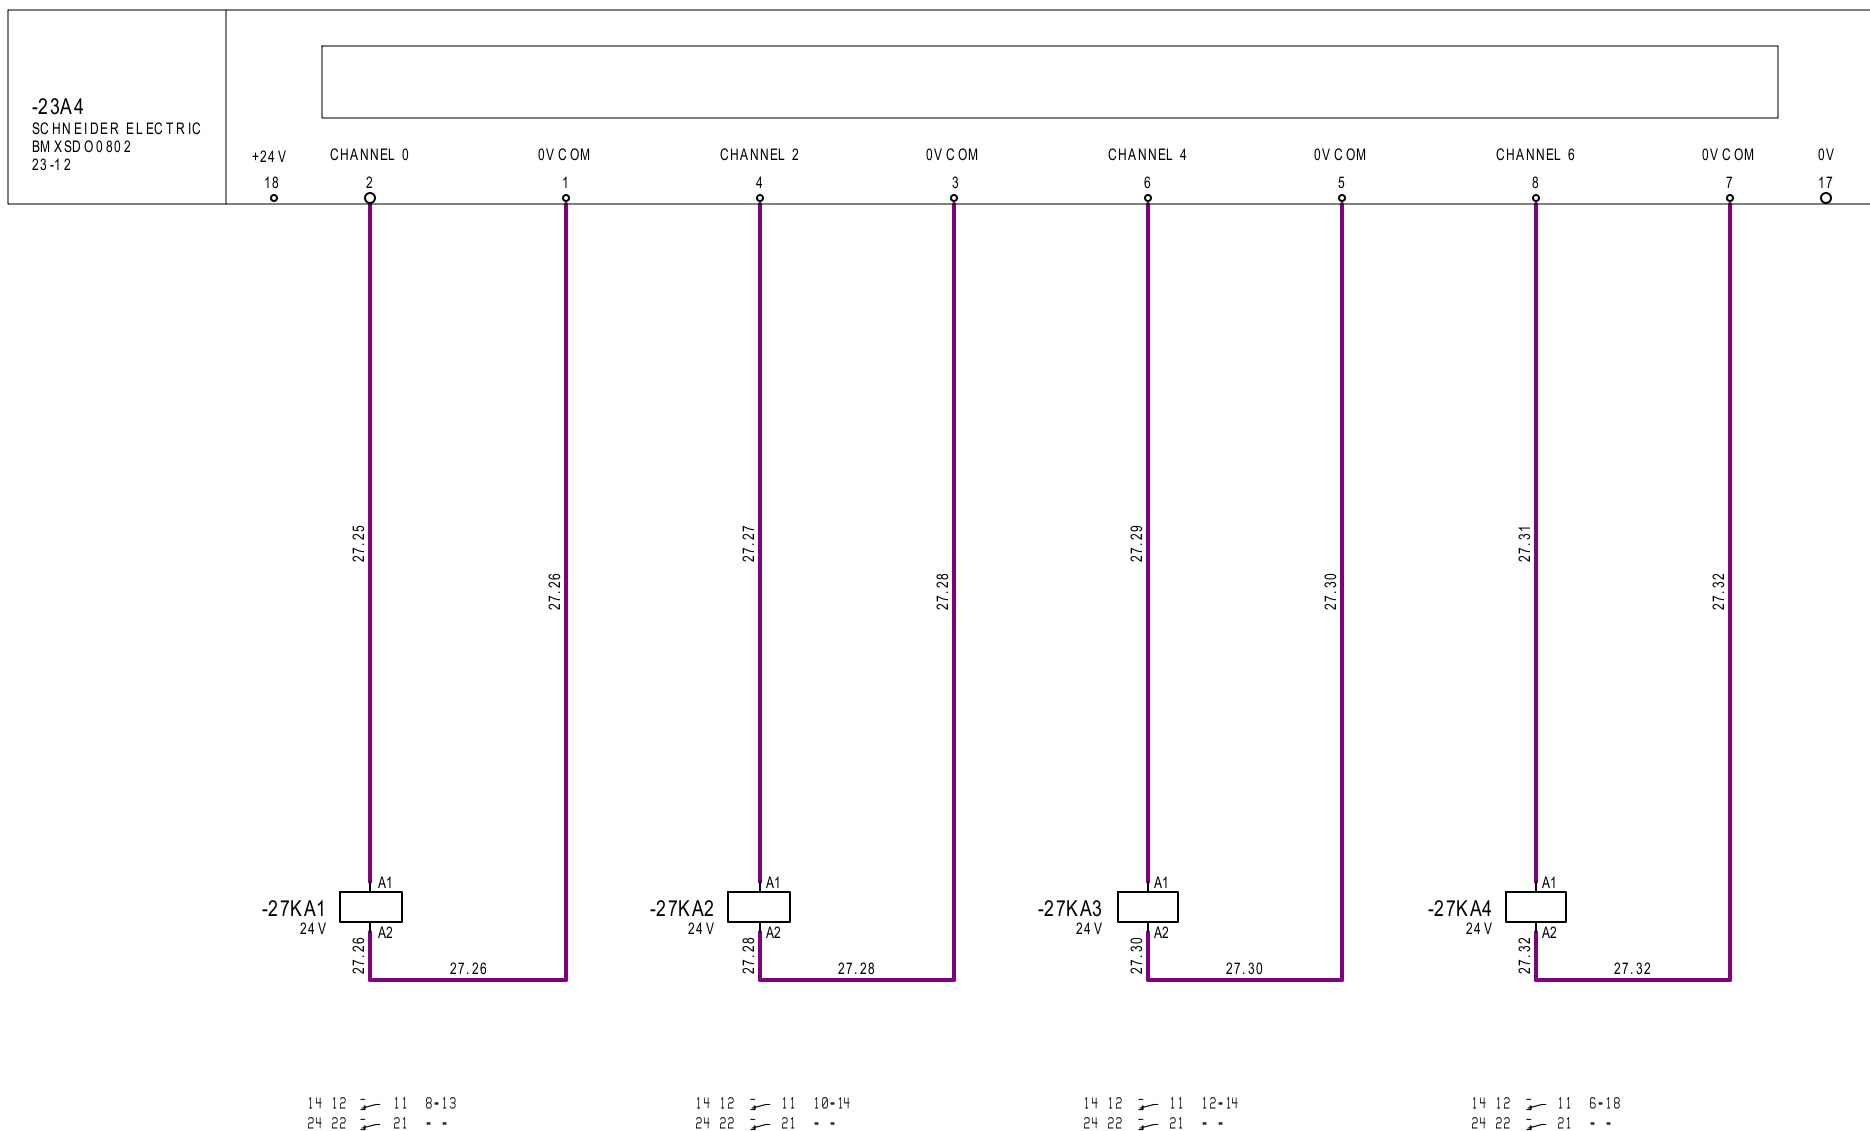 -23A4
SCHNEIDER ELECTRIC
BMXSDO0802
23-12
+24V CHANNEL 0 0V COM CHANNEL 2 0V COM CHANNEL 4 0V COM CHANNEL 6 0V COM 0V
18 2 1 4 3 6 5 8 7 17
27.25 27.27 27.29 27.31
27.26 27.28 27.30 27.32
A1 A1 A1 A1
-27KA1 -27KA2 -27KA3 -27KA4
24V 24V 24V 24V
A2 A2 A2 A2
27.26 27.28 27.30 27.32
27.26 27.28 27.30 27.32
14 12 11 8-13 14 12 11 10-14 14 12 11 12-14 14 12 11 6-18
24 22 21 - - 24 22 21 - - 24 22 21 - - 24 22 21 - -